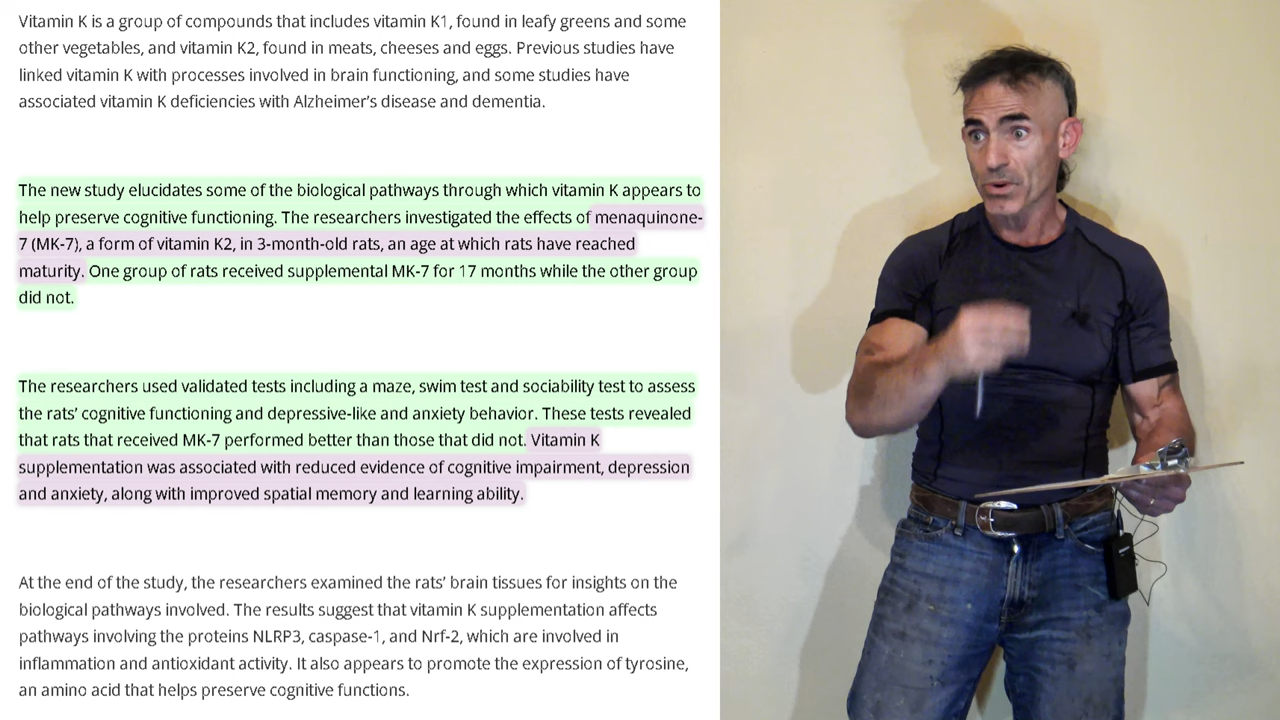 Vitamin K is a group of compounds that includes vitamin K1, found in leafy greens and some
other vegetables, and vitamin K2, found in meats, cheeses and eggs. Previous studies have
linked vitamin K with processes involved in brain functioning, and some studies have
associated vitamin K deficiencies with Alzheimer's disease and dementia.
The new study elucidates some of the biological pathways through which vitamin K appears to
help preserve cognitive functioning. The researchers investigated the effects of menaquinone-
7 (MK-7), a form of vitamin K2, in 3-month-old rats, an age at which rats have reached
maturity. One group of rats received supplemental MK-7 for 17 months while the other group
did not.
The researchers used validated tests including a maze, swim test and sociability test to assess
the rats' cognitive functioning and depressive-like and anxiety behavior. These tests revealed
that rats that received MK-7 performed better than those that did not. Vitamin K
supplementation was associated with reduced evidence of cognitive impairment, depression
and anxiety, along with improved spatial memory and learning ability.
At the end of the study, the researchers examined the rats' brain tissues for insights on the
biological pathways involved. The results suggest that vitamin K supplementation affects
pathways involving the proteins NLRP3, caspase-1, and Nrf-2, which are involved in
inflammation and antioxidant activity. It also appears to promote the expression of tyrosine,
an amino acid that helps preserve cognitive functions.